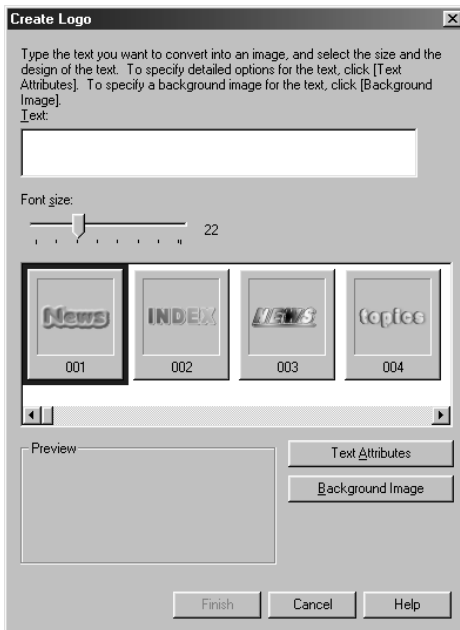 Create Logo
Type the text you want to convert into an image, and select the size and the
design of the text. To specify detailed options for the text, click [Text
Attributes]. To specify a background image for the text, click [Background
Image].
Text:
Font size:
22
News INDEX NEWS topics
001 002 003 004
Preview
Text Attributes
Background Image
Finish Cancel Help